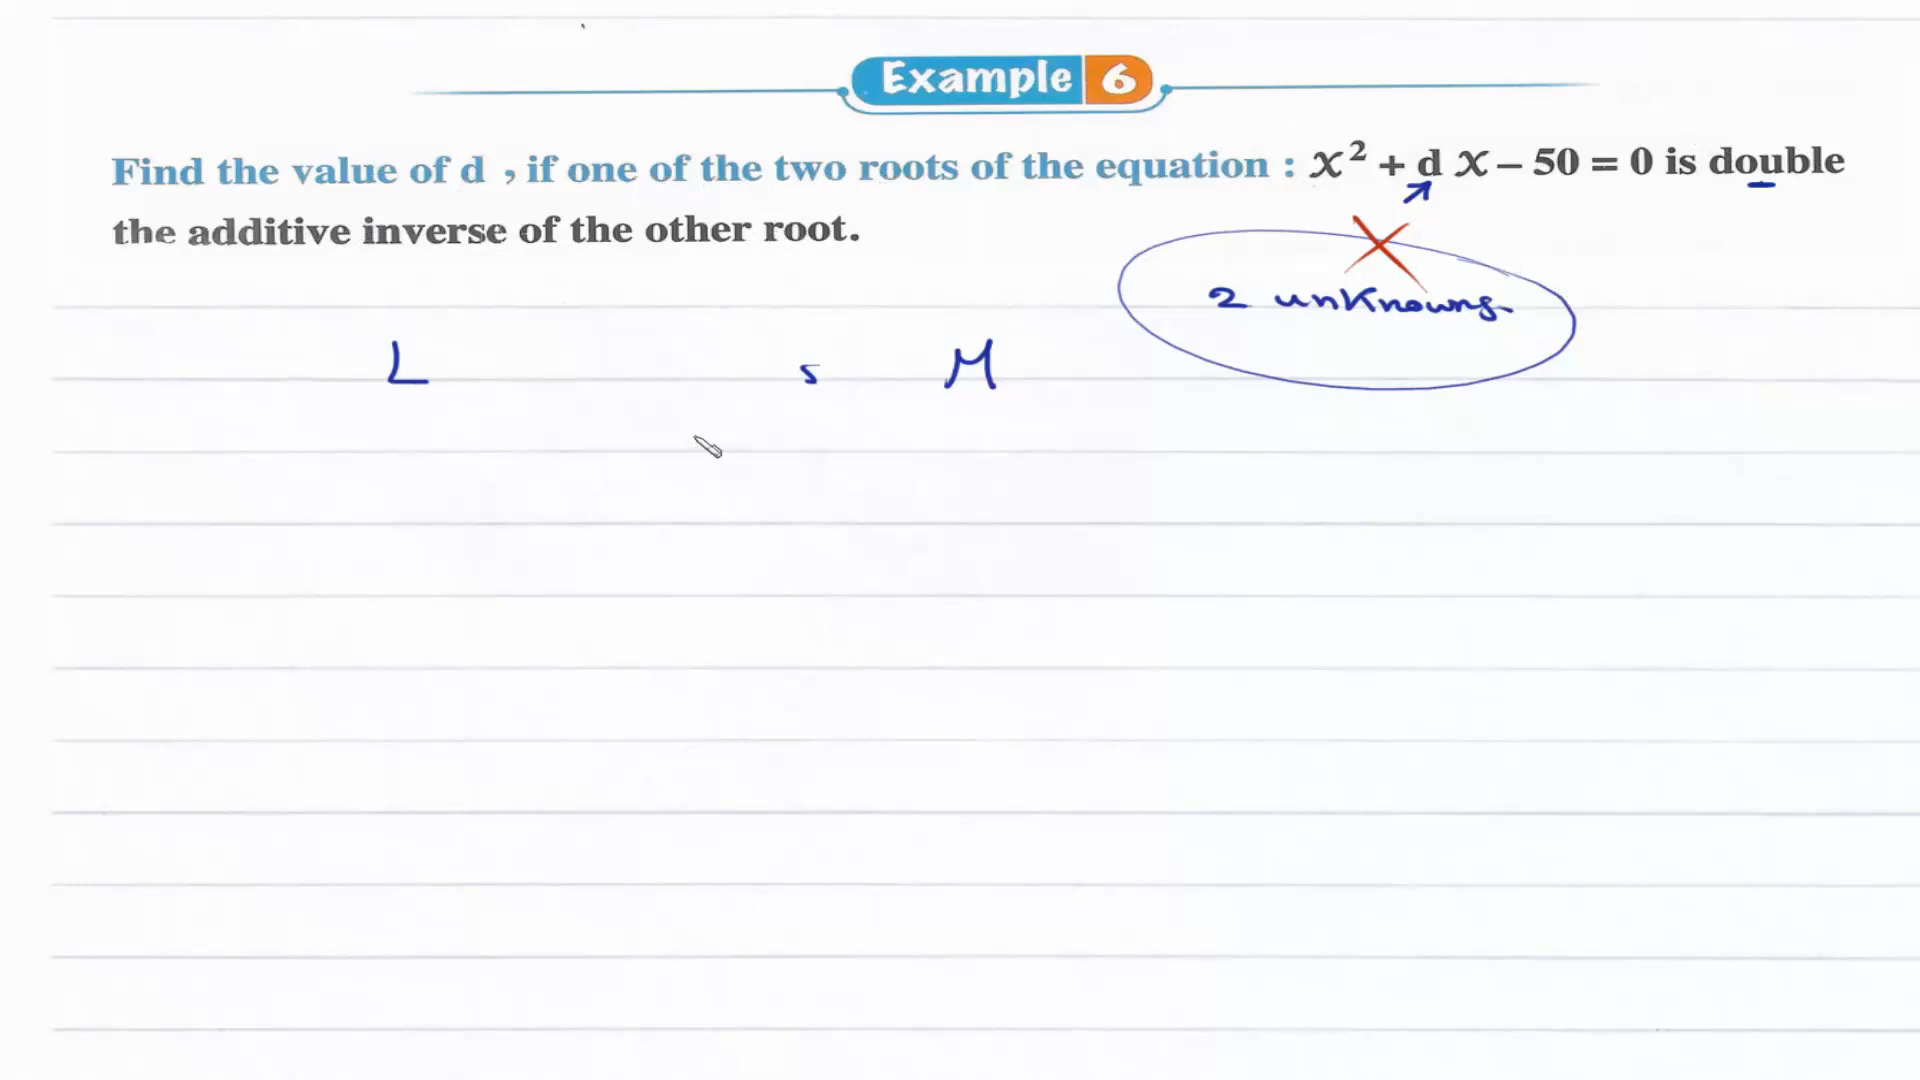 Example 6
Find the value of d , if one of the two roots of the equation : x² + d x – 50 = 0 is double
the additive inverse of the other root.
2 unknowns.
L , M